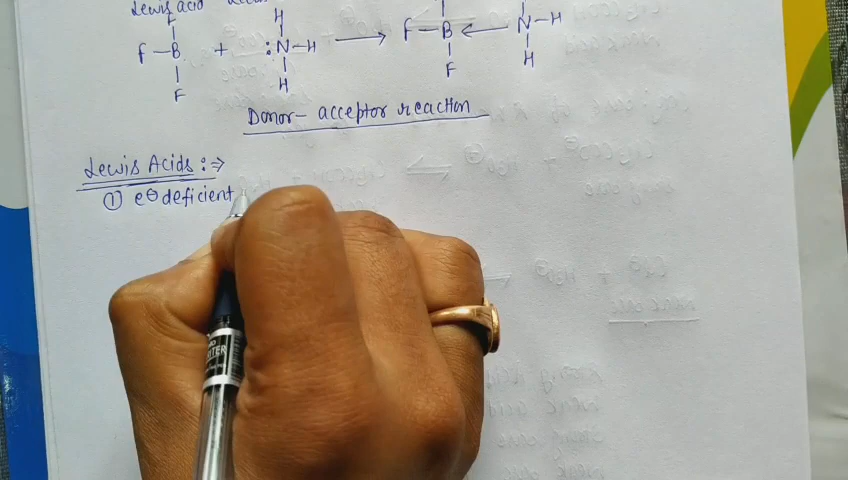 Lewis acid
H
F-B + :N-H → F-B ← N-H
F H F H
Donor- acceptor reaction
Lewis Acids :⇒
① e⊖ deficient